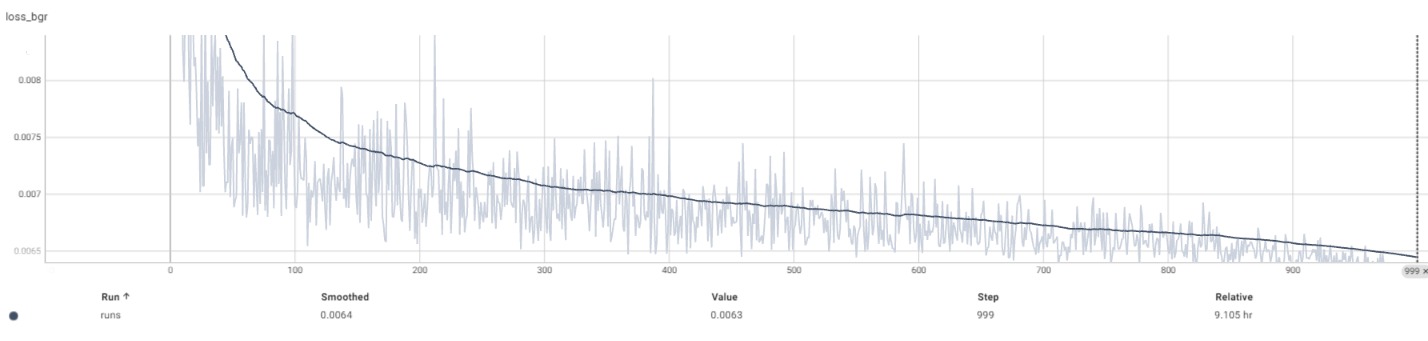 loss_bgr
0.008
0.0075
0.007
0.0065
0 100 200 300 400 500 600 700 800 900 999 ×
Run ↑ Smoothed Value Step Relative
runs 0.0064 0.0063 999 9.105 hr